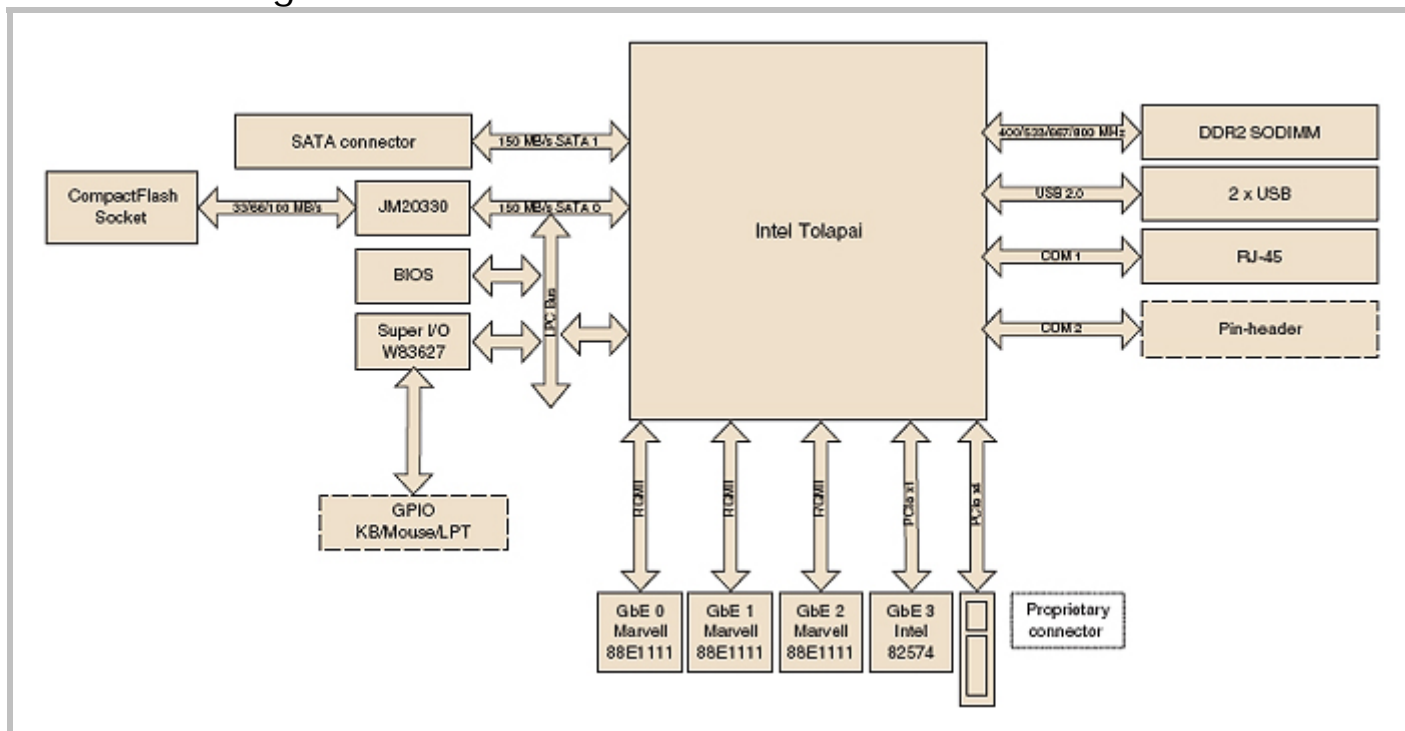 SATA connector
150 MB/s SATA 1
400/533/667/800 MHz
DDR2 SODIMM
CompactFlash
Socket
33/66/100 MB/s
JM20330
150 MB/s SATA 0
USB 2.0
2 x USB
Intel Tolapai
BIOS
LPC Bus
COM 1
RJ-45
Super I/O
W83627
COM 2
Pin-header
GPIO
KB/Mouse/LPT
RGMII
RGMII
RGMII
PCIe x1
PCIe x4
GbE 0
Marvell
88E1111
GbE 1
Marvell
88E1111
GbE 2
Marvell
88E1111
GbE 3
Intel
82574
Proprietary
connector